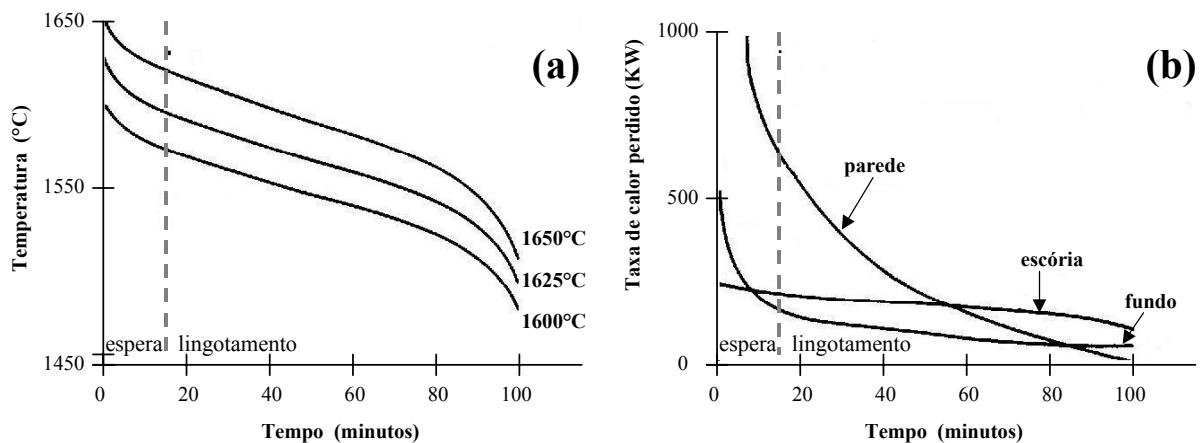 (a)
Temperatura (°C)
1650
1550
1450
1650°C
1625°C
1600°C
espera lingotamento
0 20 40 60 80 100
Tempo (minutos)
(b)
Taxa de calor perdido (KW)
1000
500
0
parede
escória
fundo
espera lingotamento
0 20 40 60 80 100
Tempo (minutos)